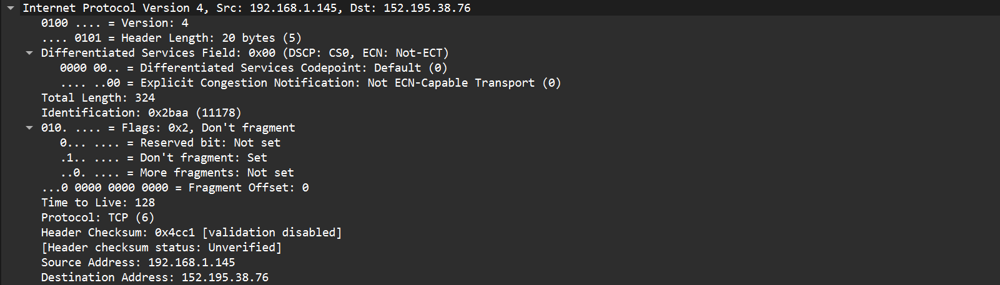 Internet Protocol Version 4, Src: 192.168.1.145, Dst: 152.195.38.76
0100 .... = Version: 4
.... 0101 = Header Length: 20 bytes (5)
Differentiated Services Field: 0x00 (DSCP: CS0, ECN: Not-ECT)
0000 00.. = Differentiated Services Codepoint: Default (0)
.... ..00 = Explicit Congestion Notification: Not ECN-Capable Transport (0)
Total Length: 324
Identification: 0x2baa (11178)
010. .... = Flags: 0x2, Don't fragment
0... .... = Reserved bit: Not set
.1.. .... = Don't fragment: Set
..0. .... = More fragments: Not set
...0 0000 0000 0000 = Fragment Offset: 0
Time to Live: 128
Protocol: TCP (6)
Header Checksum: 0x4cc1 [validation disabled]
[Header checksum status: Unverified]
Source Address: 192.168.1.145
Destination Address: 152.195.38.76